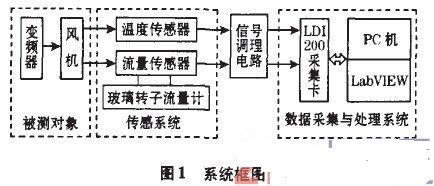 变频器
风机
温度传感器
流量传感器
玻璃转子流量计
信号调理电路
LDI200采集卡
PC机
LabVIEW
被测对象
传感系统
数据采集与处理系统
图1 系统框图